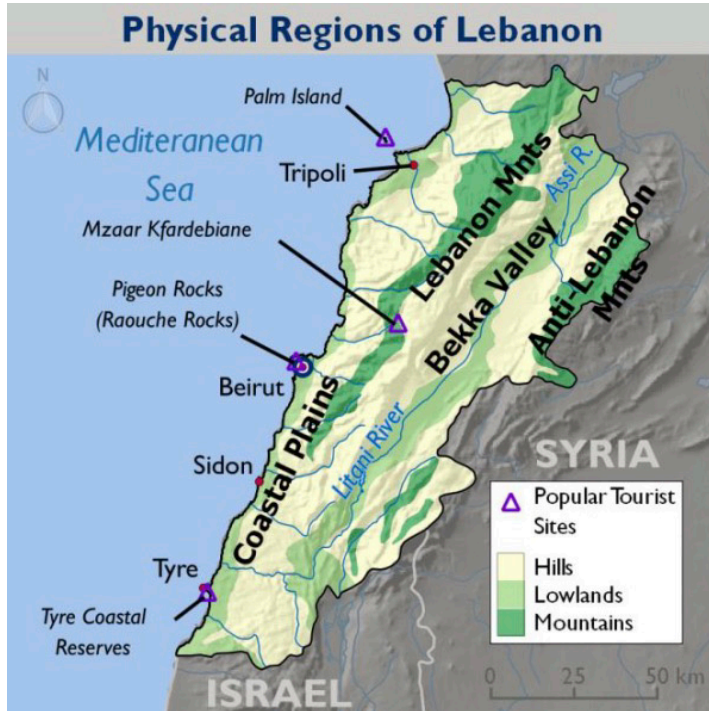 Physical Regions of Lebanon
N
Palm Island
Mediteranean
Sea
Tripoli
Mzaar Kfardebiane
Pigeon Rocks
(Raouche Rocks)
Beirut
Sidon
Tyre
Tyre Coastal
Reserves
Coastal Plains
Lebanon Mnts
Bekka Valley
Anti-Lebanon
Mnts
Assi R.
Litani River
SYRIA
ISRAEL
Popular Tourist
Sites
Hills
Lowlands
Mountains
0 25 50 km